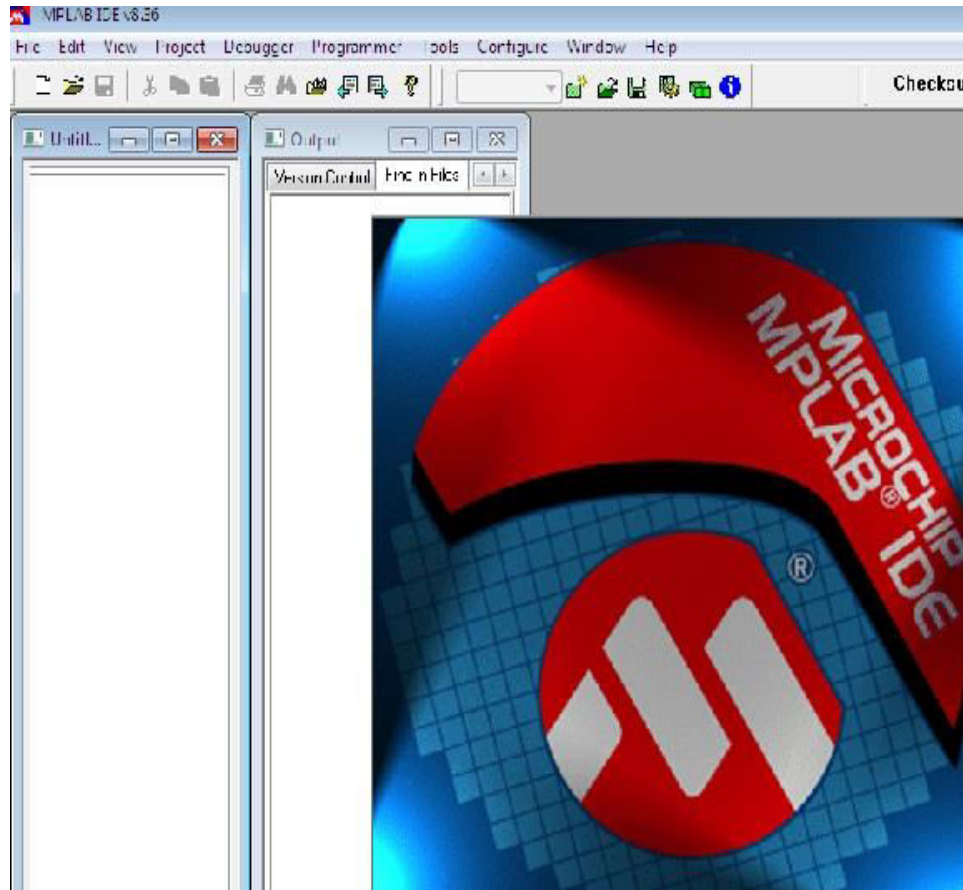 MPLAB IDE v8.36
File Edit View Project Debugger Programmer Tools Configure Window Help
Checksu
Untitl...
Output
Version Control Find in Files
MICROCHIP
MPLAB® IDE
®